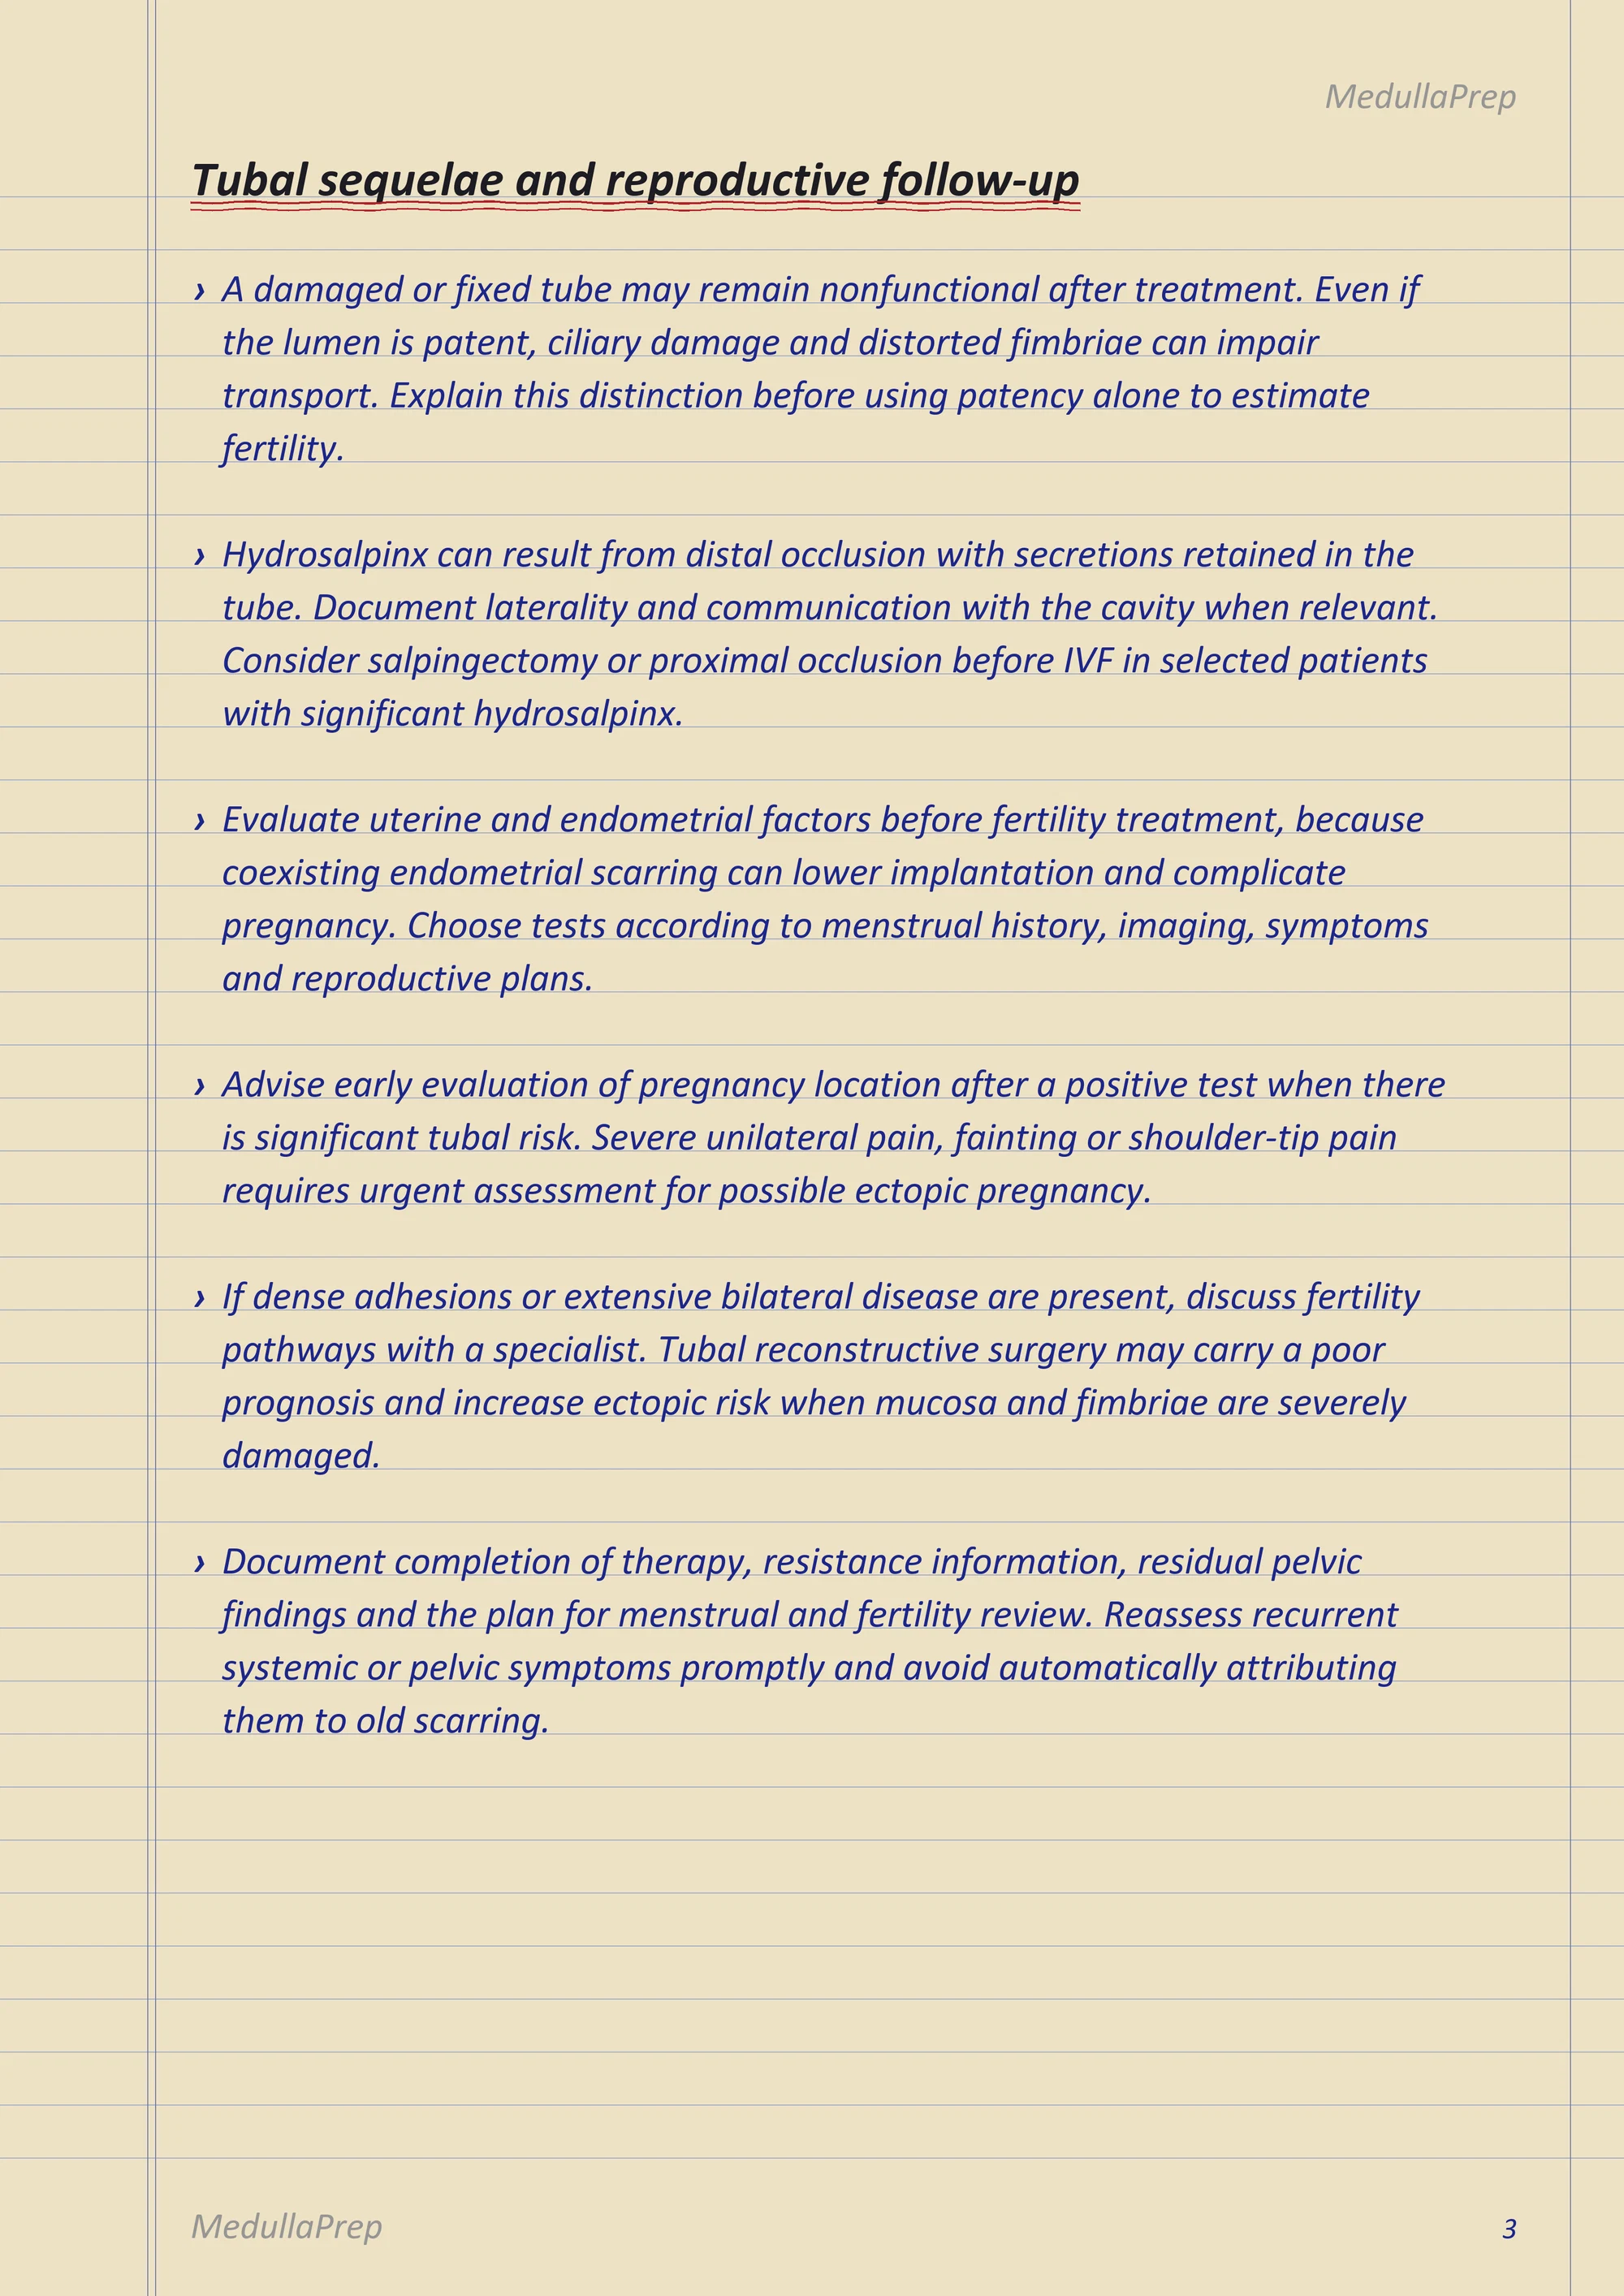 MedullaPrep
Tubal sequelae and reproductive follow-up
› A damaged or fixed tube may remain nonfunctional after treatment. Even if
the lumen is patent, ciliary damage and distorted fimbriae can impair
transport. Explain this distinction before using patency alone to estimate
fertility.
› Hydrosalpinx can result from distal occlusion with secretions retained in the
tube. Document laterality and communication with the cavity when relevant.
Consider salpingectomy or proximal occlusion before IVF in selected patients
with significant hydrosalpinx.
› Evaluate uterine and endometrial factors before fertility treatment, because
coexisting endometrial scarring can lower implantation and complicate
pregnancy. Choose tests according to menstrual history, imaging, symptoms
and reproductive plans.
› Advise early evaluation of pregnancy location after a positive test when there
is significant tubal risk. Severe unilateral pain, fainting or shoulder-tip pain
requires urgent assessment for possible ectopic pregnancy.
› If dense adhesions or extensive bilateral disease are present, discuss fertility
pathways with a specialist. Tubal reconstructive surgery may carry a poor
prognosis and increase ectopic risk when mucosa and fimbriae are severely
damaged.
› Document completion of therapy, resistance information, residual pelvic
findings and the plan for menstrual and fertility review. Reassess recurrent
systemic or pelvic symptoms promptly and avoid automatically attributing
them to old scarring.
MedullaPrep
3